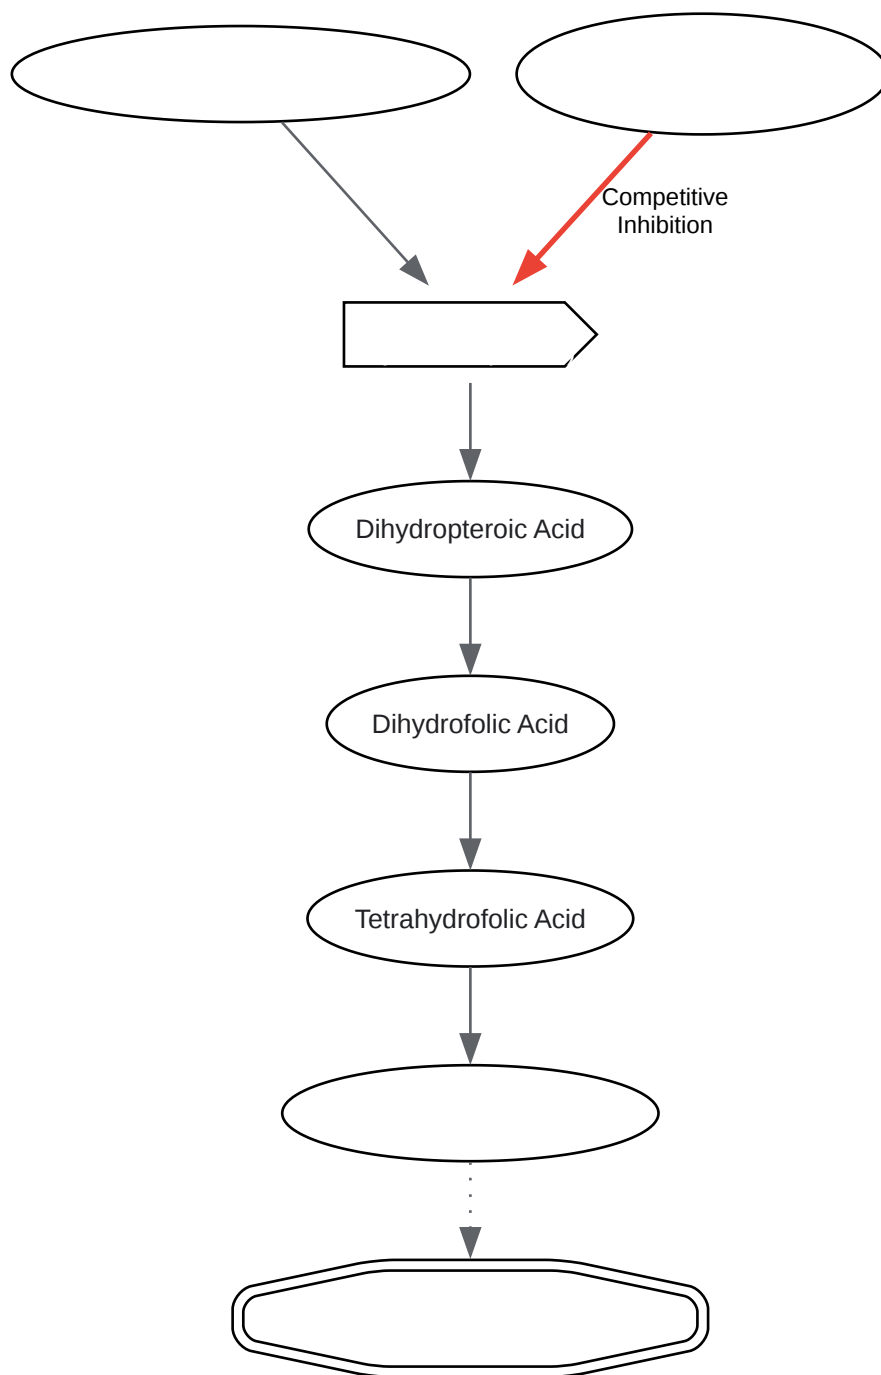 Competitive
Inhibition
Dihydropteroic Acid
Dihydrofolic Acid
Tetrahydrofolic Acid